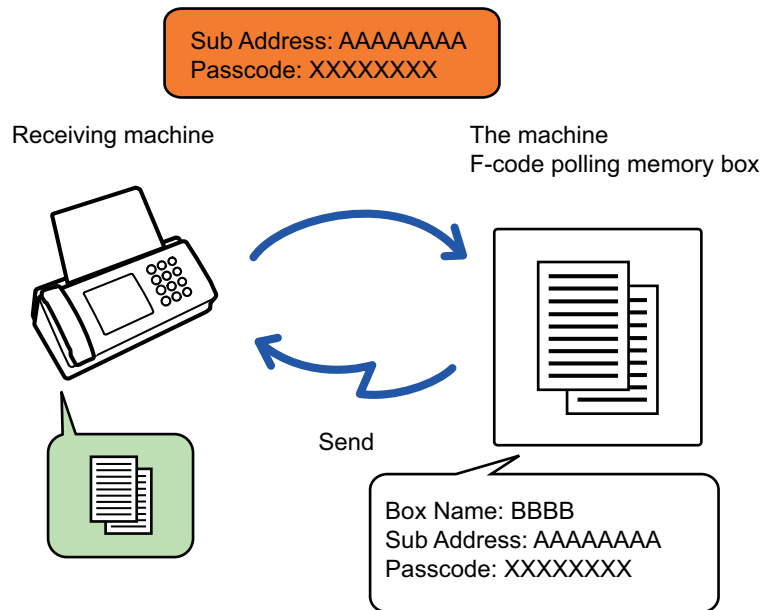 Sub Address: AAAAAAAA
Passcode: XXXXXXXX
Receiving machine
The machine
F-code polling memory box
Send
Box Name: BBBB
Sub Address: AAAAAAAA
Passcode: XXXXXXXX